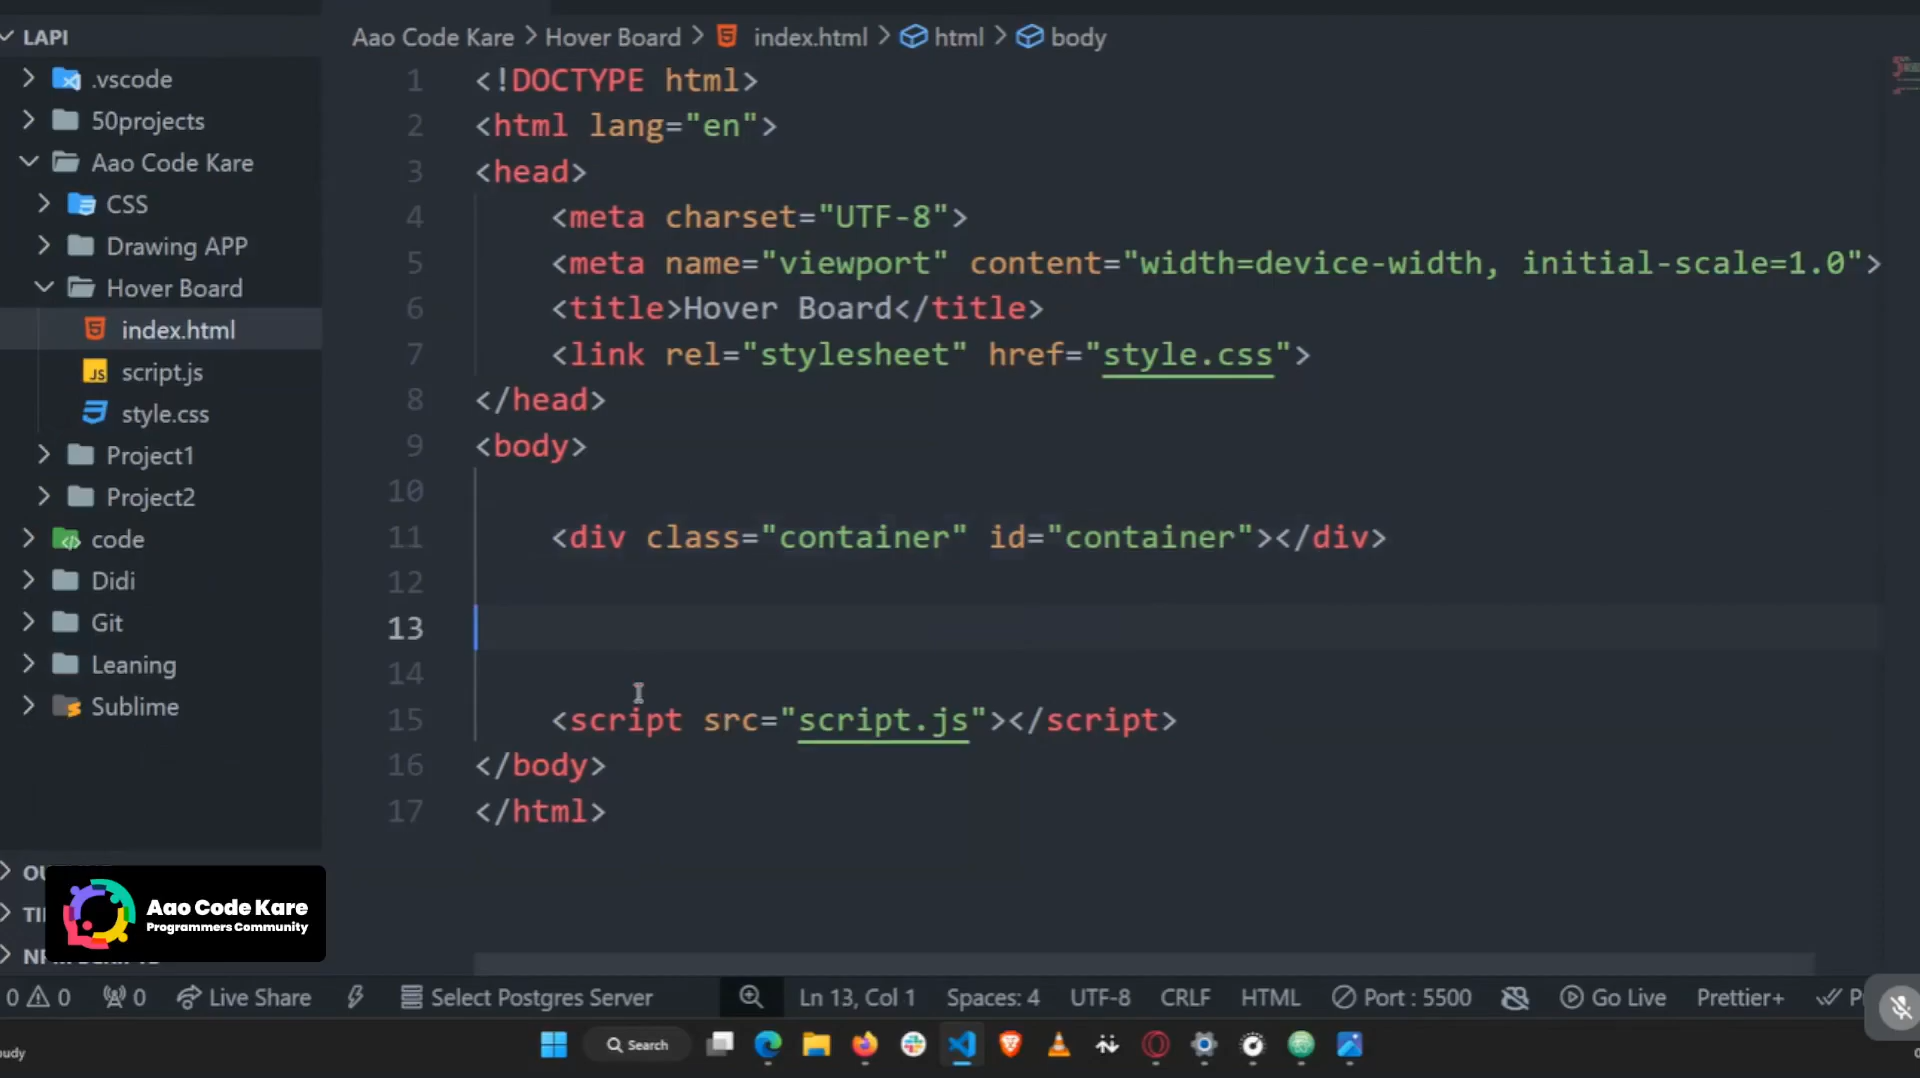 LAPI
.vscode
50projects
Aao Code Kare
CSS
Drawing APP
Hover Board
index.html
script.js
style.css
Project1
Project2
code
Didi
Git
Leaning
Sublime
Aao Code Kare > Hover Board > index.html > html > body
1 <!DOCTYPE html>
2 <html lang="en">
3 <head>
4 <meta charset="UTF-8">
5 <meta name="viewport" content="width=device-width, initial-scale=1.0">
6 <title>Hover Board</title>
7 <link rel="stylesheet" href="style.css">
8 </head>
9 <body>
10
11 <div class="container" id="container"></div>
12
13
14
15 <script src="script.js"></script>
16 </body>
17 </html>
Aao Code Kare
Programmers Community
0 0 0 Live Share Select Postgres Server Ln 13, Col 1 Spaces: 4 UTF-8 CRLF HTML Port : 5500 Go Live Prettier+
Search